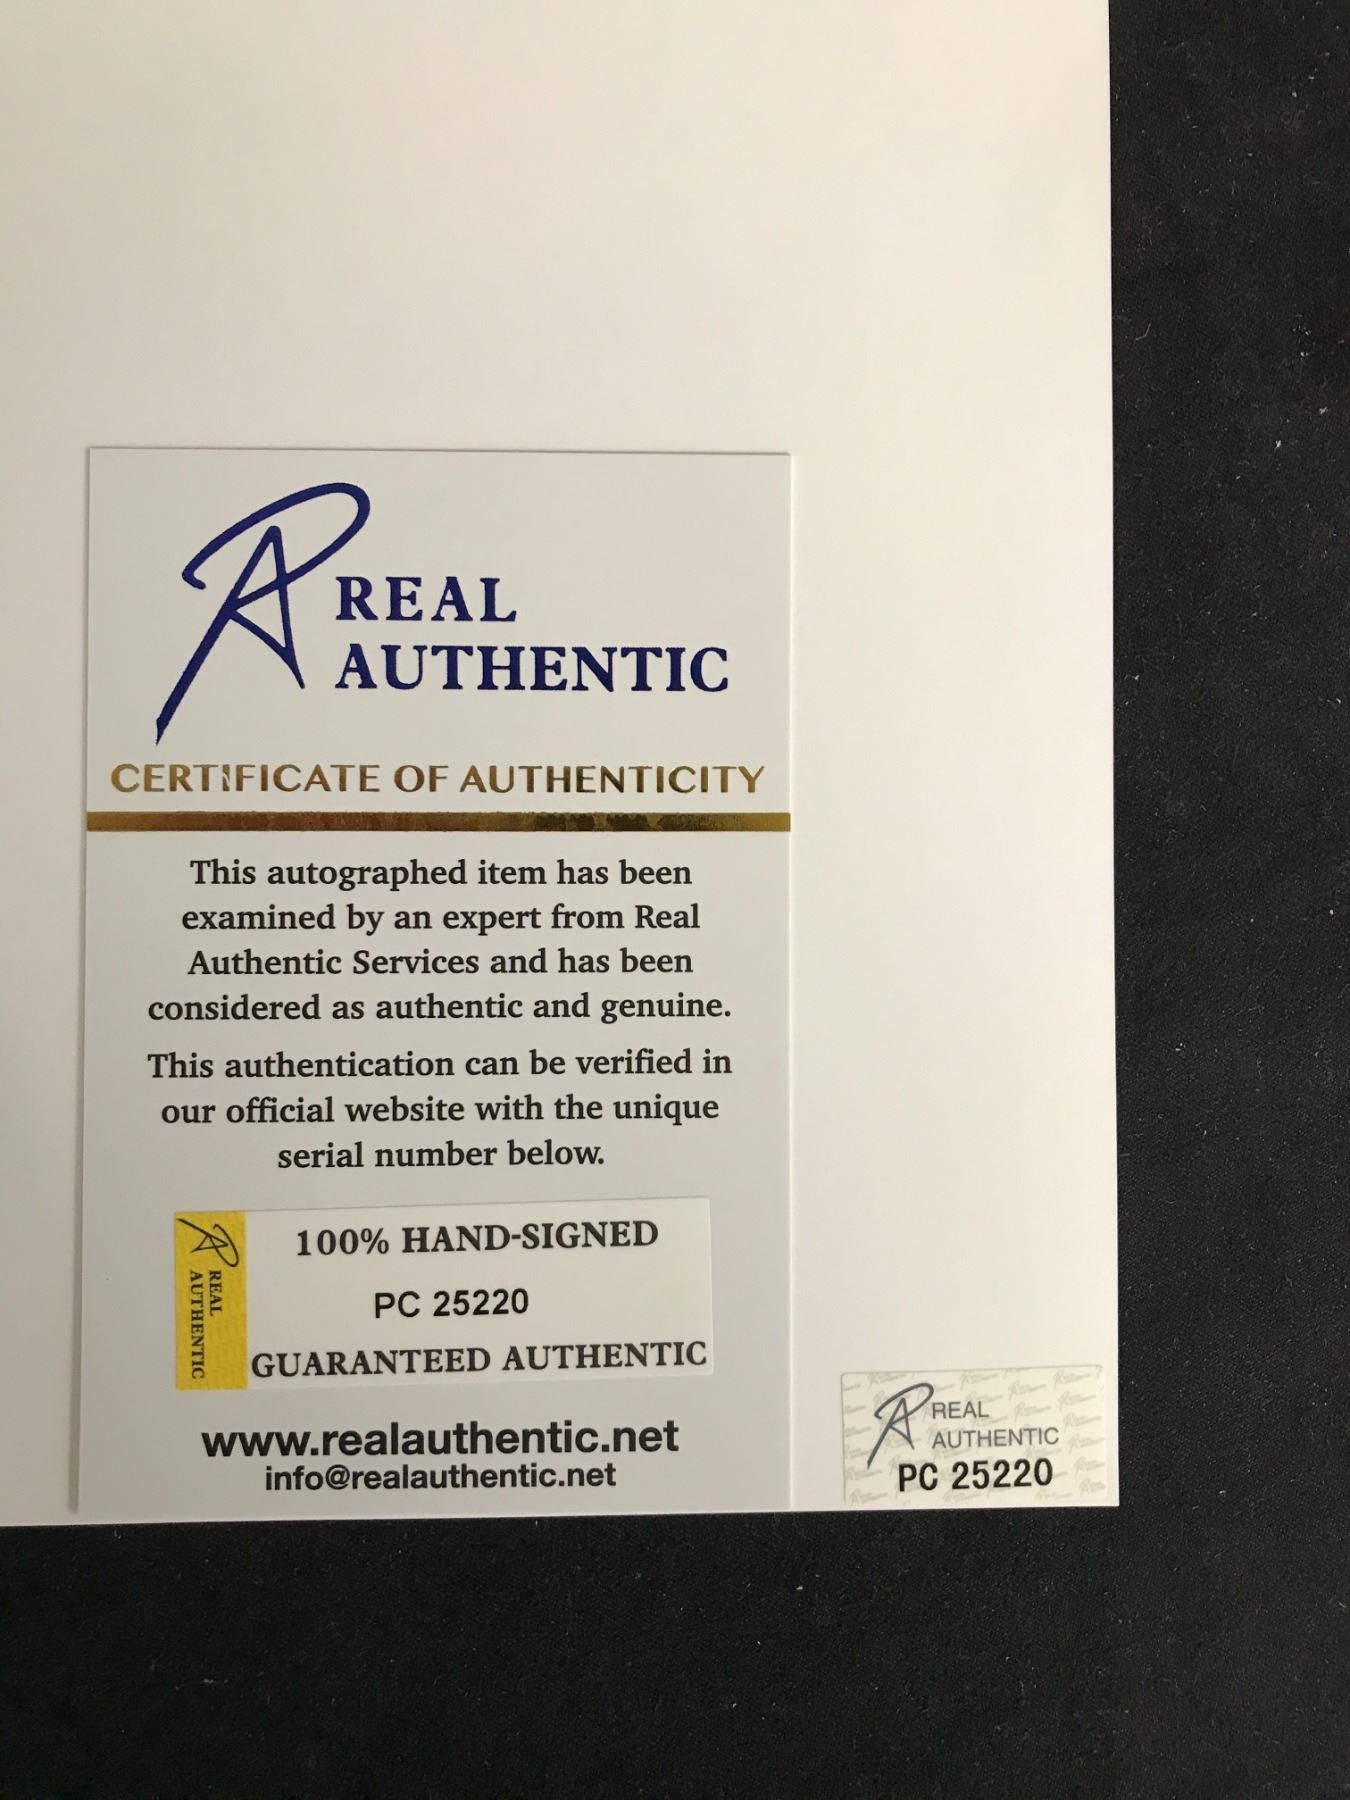 REAL
AUTHENTIC
CERTIFICATE OF AUTHENTICITY
This autographed item has been
examined by an expert from Real
Authentic Services and has been
considered as authentic and genuine.
This authentication can be verified in
our official website with the unique
serial number below.
REAL
AUTHENTIC
100% HAND-SIGNED
PC 25220
GUARANTEED AUTHENTIC
www.realauthentic.net
info@realauthentic.net
REAL
AUTHENTIC
PC 25220